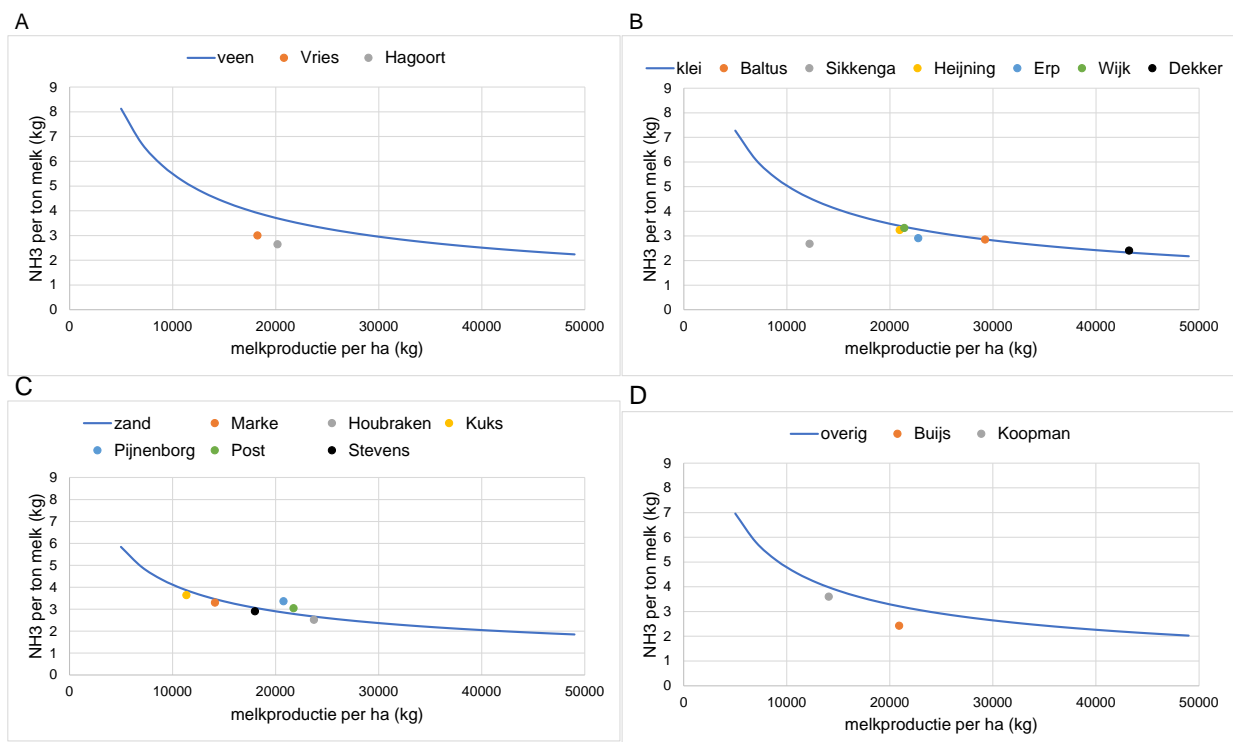 A
veen Vries Hagoort
9
8
7
6
5
4
3
2
1
0
NH3 per ton melk (kg)
0 10000 20000 30000 40000 50000
melkproductie per ha (kg)
B
klei Baltus Sikkenga Heijning Erp Wijk Dekker
9
8
7
6
5
4
3
2
1
0
NH3 per ton melk (kg)
0 10000 20000 30000 40000 50000
melkproductie per ha (kg)
C
zand Marke Houbraken Kuks
Pijnenborg Post Stevens
9
8
7
6
5
4
3
2
1
0
NH3 per ton melk (kg)
0 10000 20000 30000 40000 50000
melkproductie per ha (kg)
D
overig Buijs Koopman
9
8
7
6
5
4
3
2
1
0
NH3 per ton melk (kg)
0 10000 20000 30000 40000 50000
melkproductie per ha (kg)